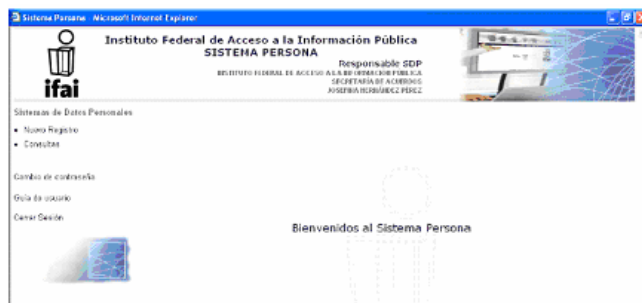 Sistema Persona - Microsoft Internet Explorer
Instituto Federal de Acceso a la Información Pública
SISTEMA PERSONA
Responsable SDP
INSTITUTO FEDERAL DE ACCESO A LA INFORMACIÓN PÚBLICA
SECRETARÍA DE ACUERDOS
JOSEFINA HERNÁNDEZ PÉREZ
ifai
Sistemas de Datos Personales
Nuevo Registro
Consultas
Cambio de contraseña
Guía de usuario
Cerrar Sesión
Bienvenidos al Sistema Persona